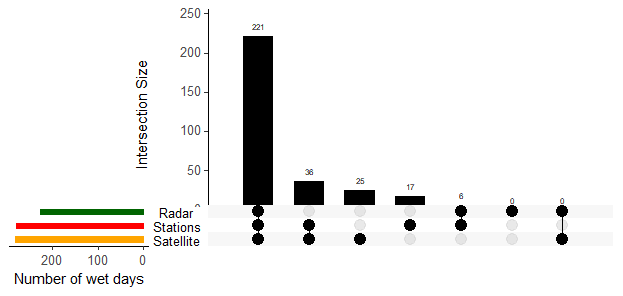 250
200
150
100
50
0
Intersection Size
221
36
25
17
6
0
0
Radar
Stations
Satellite
200 100 0
Number of wet days